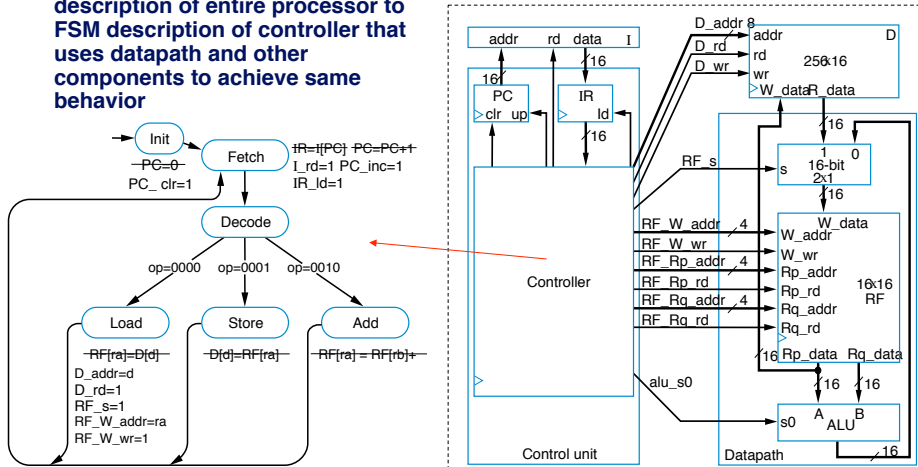 description of entire processor to
FSM description of controller that
uses datapath and other
components to achieve same
behavior
Init
PC=0
PC_ clr=1
Fetch
IR=I[PC] PC=PC+1
I_rd=1 PC_inc=1
IR_ld=1
Decode
op=0000
op=0001
op=0010
Load
Store
Add
RF[ra]=D[d]
D[d]=RF[ra]
RF[ra] = RF[rb]+
D_addr=d
D_rd=1
RF_s=1
RF_W_addr=ra
RF_W_wr=1
addr rd data I
16
16
PC
clr up
IR
ld
16
Controller
Control unit
D_addr 8
D_rd
D_wr
RF_s
RF_W_addr 4
RF_W_wr
RF_Rp_addr 4
RF_Rp_rd
RF_Rq_addr 4
RF_Rq_rd
alu_s0
addr D
rd
wr
256x16
W_data R_data
16
16
1 0
s 16-bit
2x1
16
W_data
W_addr
W_wr
Rp_addr
Rp_rd
Rq_addr
Rq_rd
16x16
RF
16
Rp_data Rq_data
16
16
A B
s0 ALU
16
Datapath